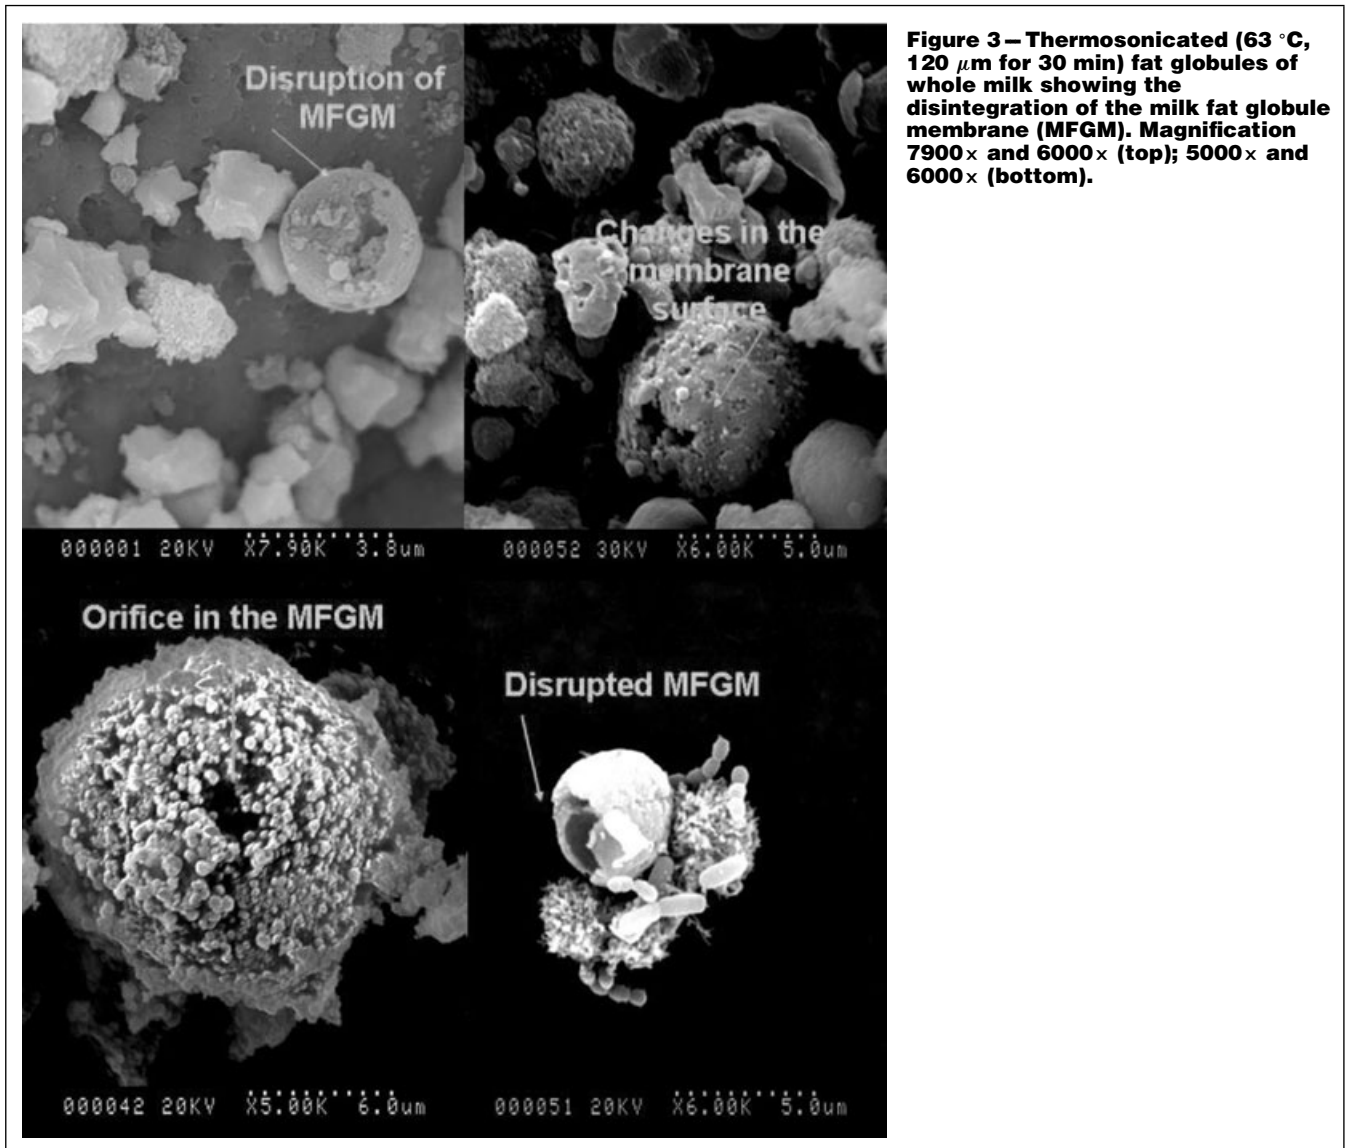 Disruption of
MFGM
Changes in the
membrane
surface
000001 20KV X7.90K 3.8um
000052 30KV X6.00K 5.0um
Orifice in the MFGM
Disrupted MFGM
000042 20KV X5.00K 6.0um
000051 20KV X6.00K 5.0um
Figure 3—Thermosonicated (63 °C,
120 μm for 30 min) fat globules of
whole milk showing the
disintegration of the milk fat globule
membrane (MFGM). Magnification
7900× and 6000× (top); 5000× and
6000× (bottom).